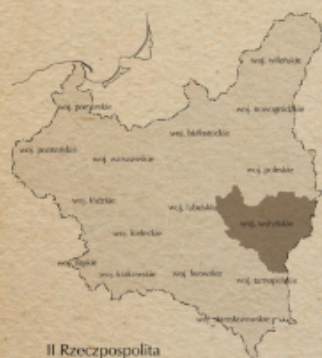 woj. wileńskie
woj. nowogródzkie
woj. pomorskie
woj. białostockie
woj. poznańskie
woj. warszawskie
woj. poleskie
woj. łódzkie
woj. lubelskie
woj. wołyńskie
woj. kieleckie
woj. śląskie
woj. krakowskie
woj. lwowskie
woj. tarnopolskie
woj. stanisławowskie
II Rzeczpospolita